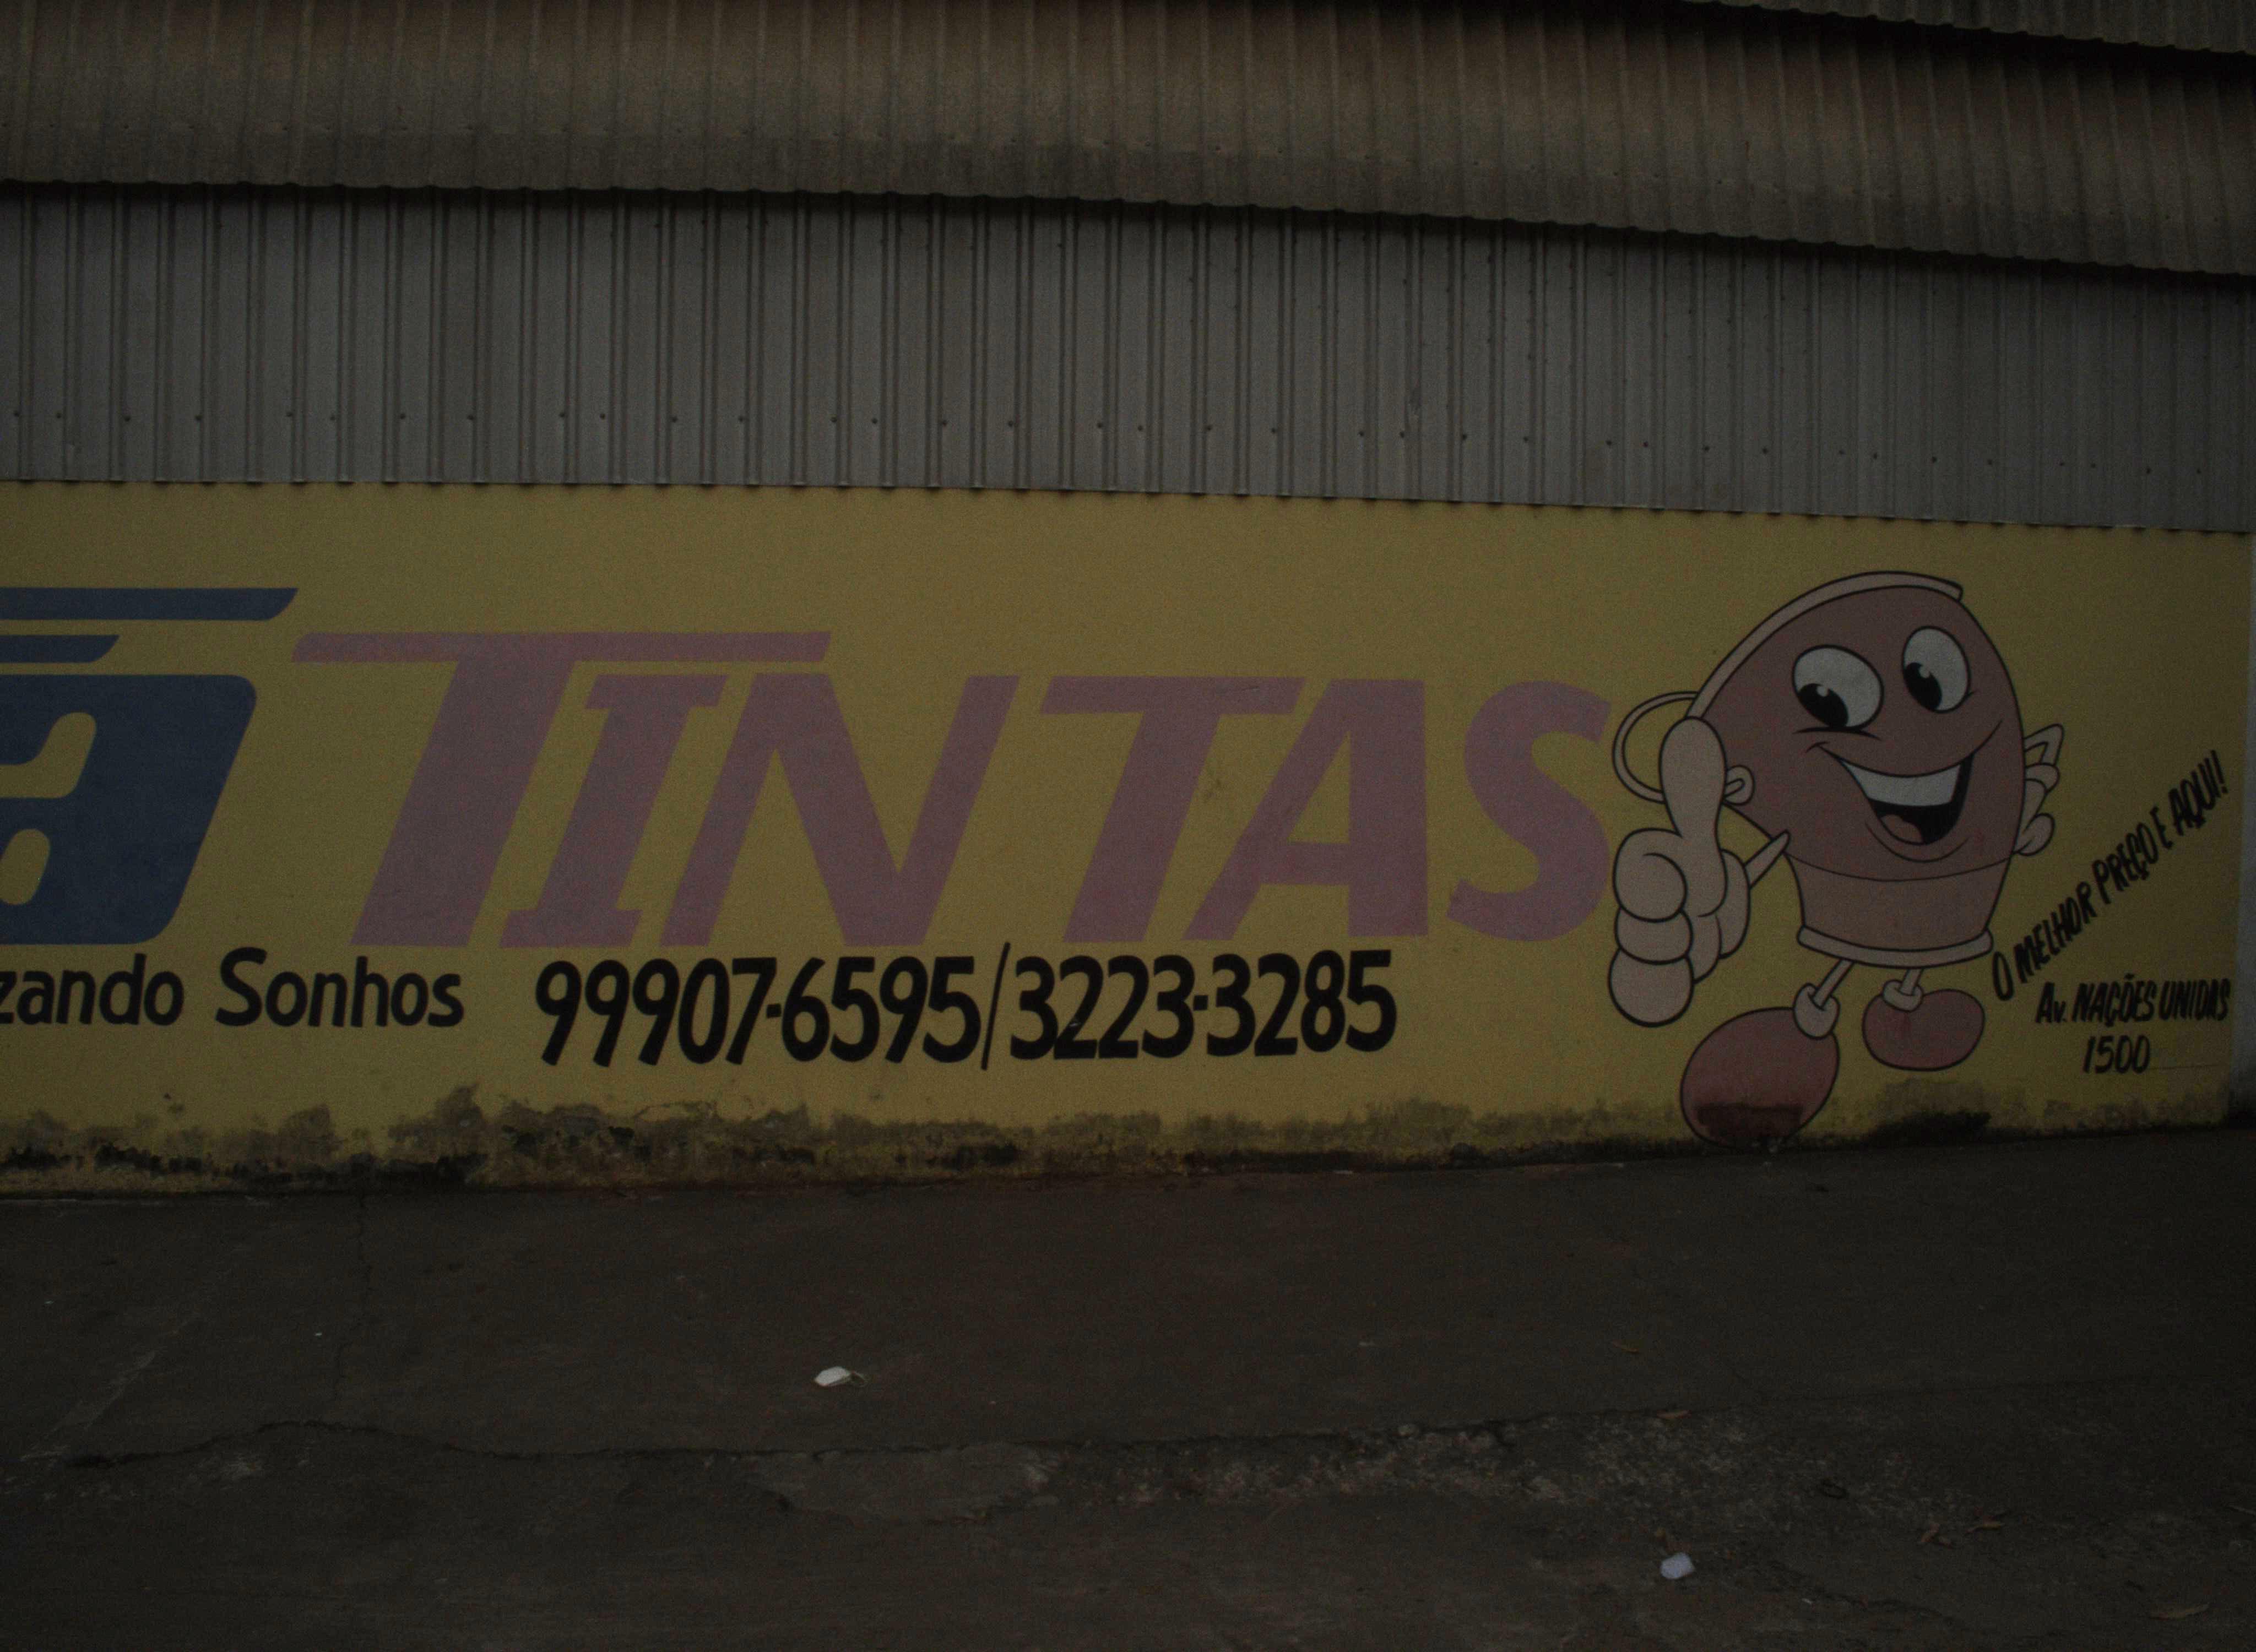 TINTAS
zando Sonhos 99907-6595/3223-3285
O MELHOR PREÇO E AQUI!
Av. NAÇÕES UNIDAS
1500